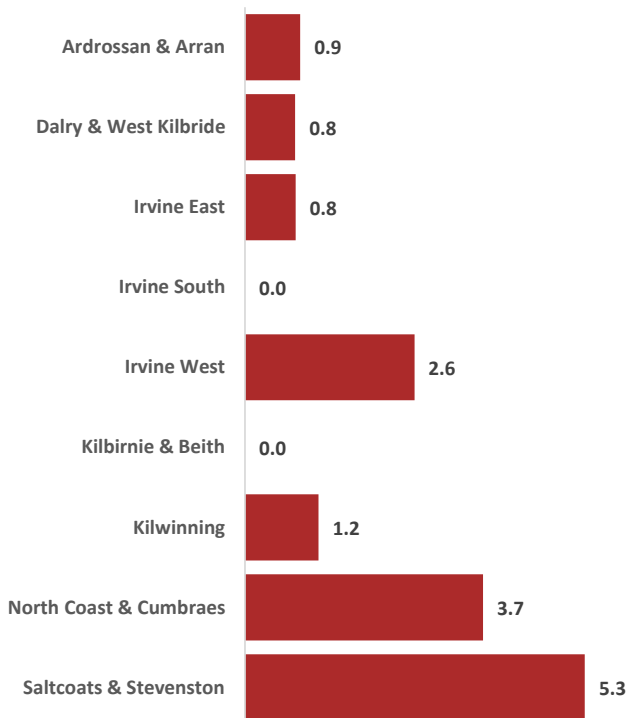 Ardrossan & Arran 0.9
Dalry & West Kilbride 0.8
Irvine East 0.8
Irvine South 0.0
Irvine West 2.6
Kilbirnie & Beith 0.0
Kilwinning 1.2
North Coast & Cumbraes 3.7
Saltcoats & Stevenston 5.3